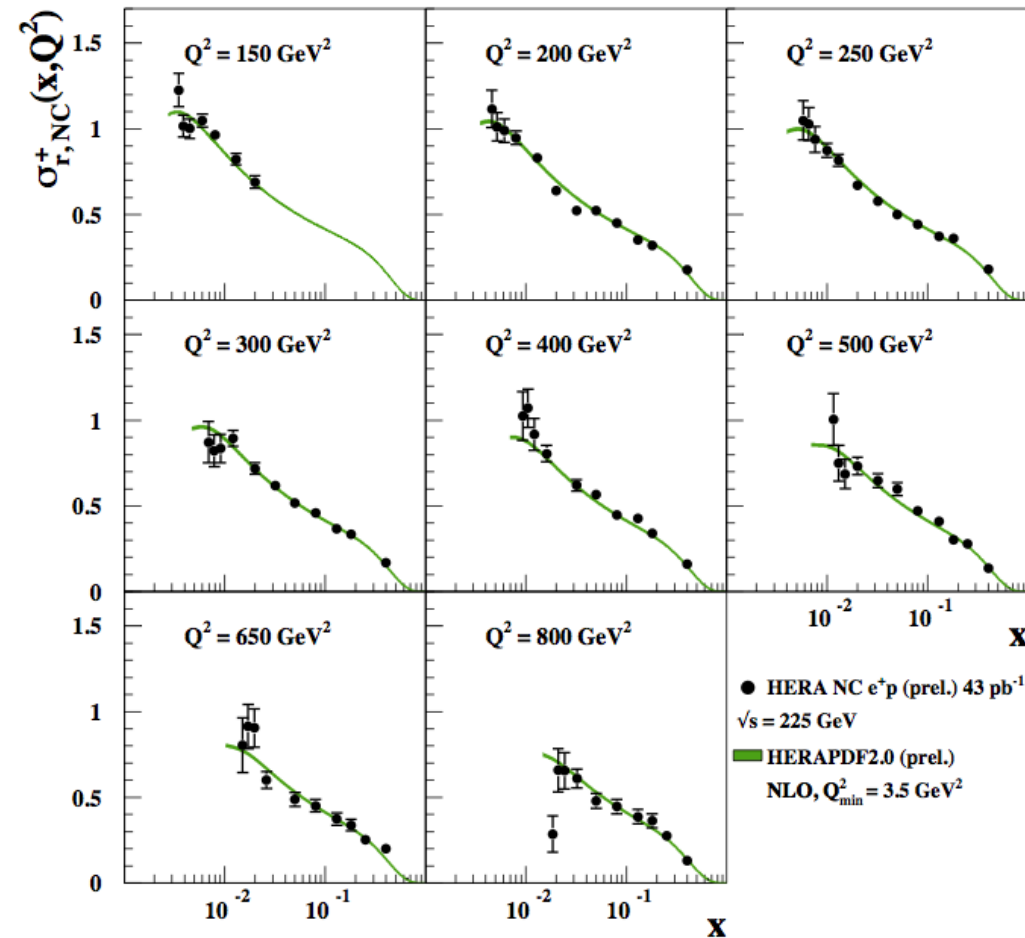 σ⁺r,NC(x,Q²)
Q² = 150 GeV²
Q² = 200 GeV²
Q² = 250 GeV²
1.5
1
0.5
0
Q² = 300 GeV²
Q² = 400 GeV²
Q² = 500 GeV²
1.5
1
0.5
0
10⁻² 10⁻¹
x
Q² = 650 GeV²
Q² = 800 GeV²
1.5
1
0.5
0
10⁻² 10⁻¹
10⁻² 10⁻¹
x
HERA NC e⁺p (prel.) 43 pb⁻¹
√s = 225 GeV
HERAPDF2.0 (prel.)
NLO, Q²min = 3.5 GeV²